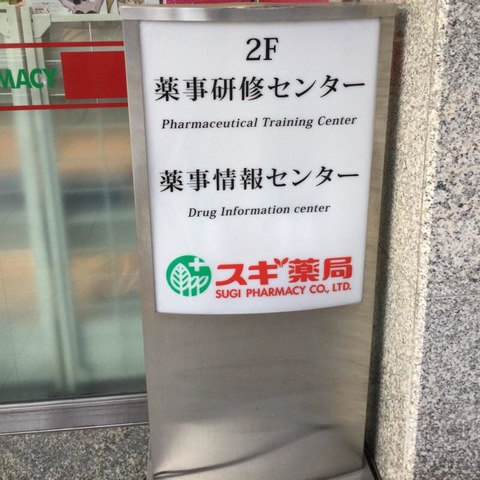 MACY
2F
薬事研修センター
Pharmaceutical Training Center
薬事情報センター
Drug Information center
スギ薬局
SUGI PHARMACY CO., LTD.